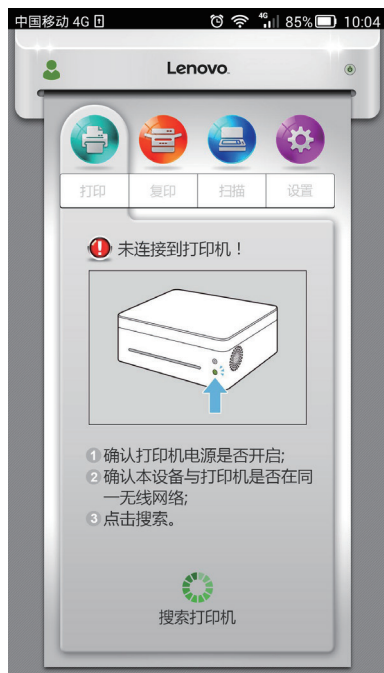 中国移动 4G 85% 10:04
Lenovo
打印 复印 扫描 设置
未连接到打印机！
1 确认打印机电源是否开启;
2 确认本设备与打印机是否在同
一无线网络;
3 点击搜索。
搜索打印机